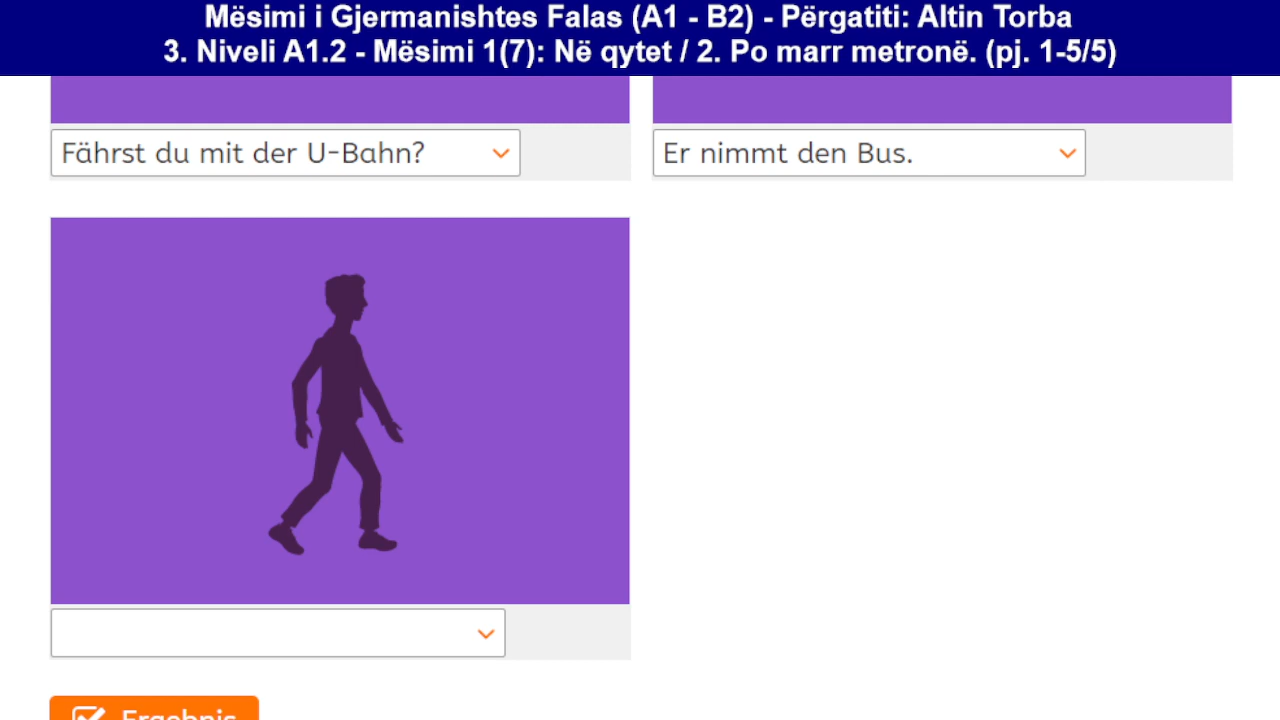 Mësimi i Gjermanishtes Falas (A1 - B2) - Përgatiti: Altin Torba
3. Niveli A1.2 - Mësimi 1(7): Në qytet / 2. Po marr metronë. (pj. 1-5/5)
Fährst du mit der U-Bahn?
Er nimmt den Bus.
Ergebnis